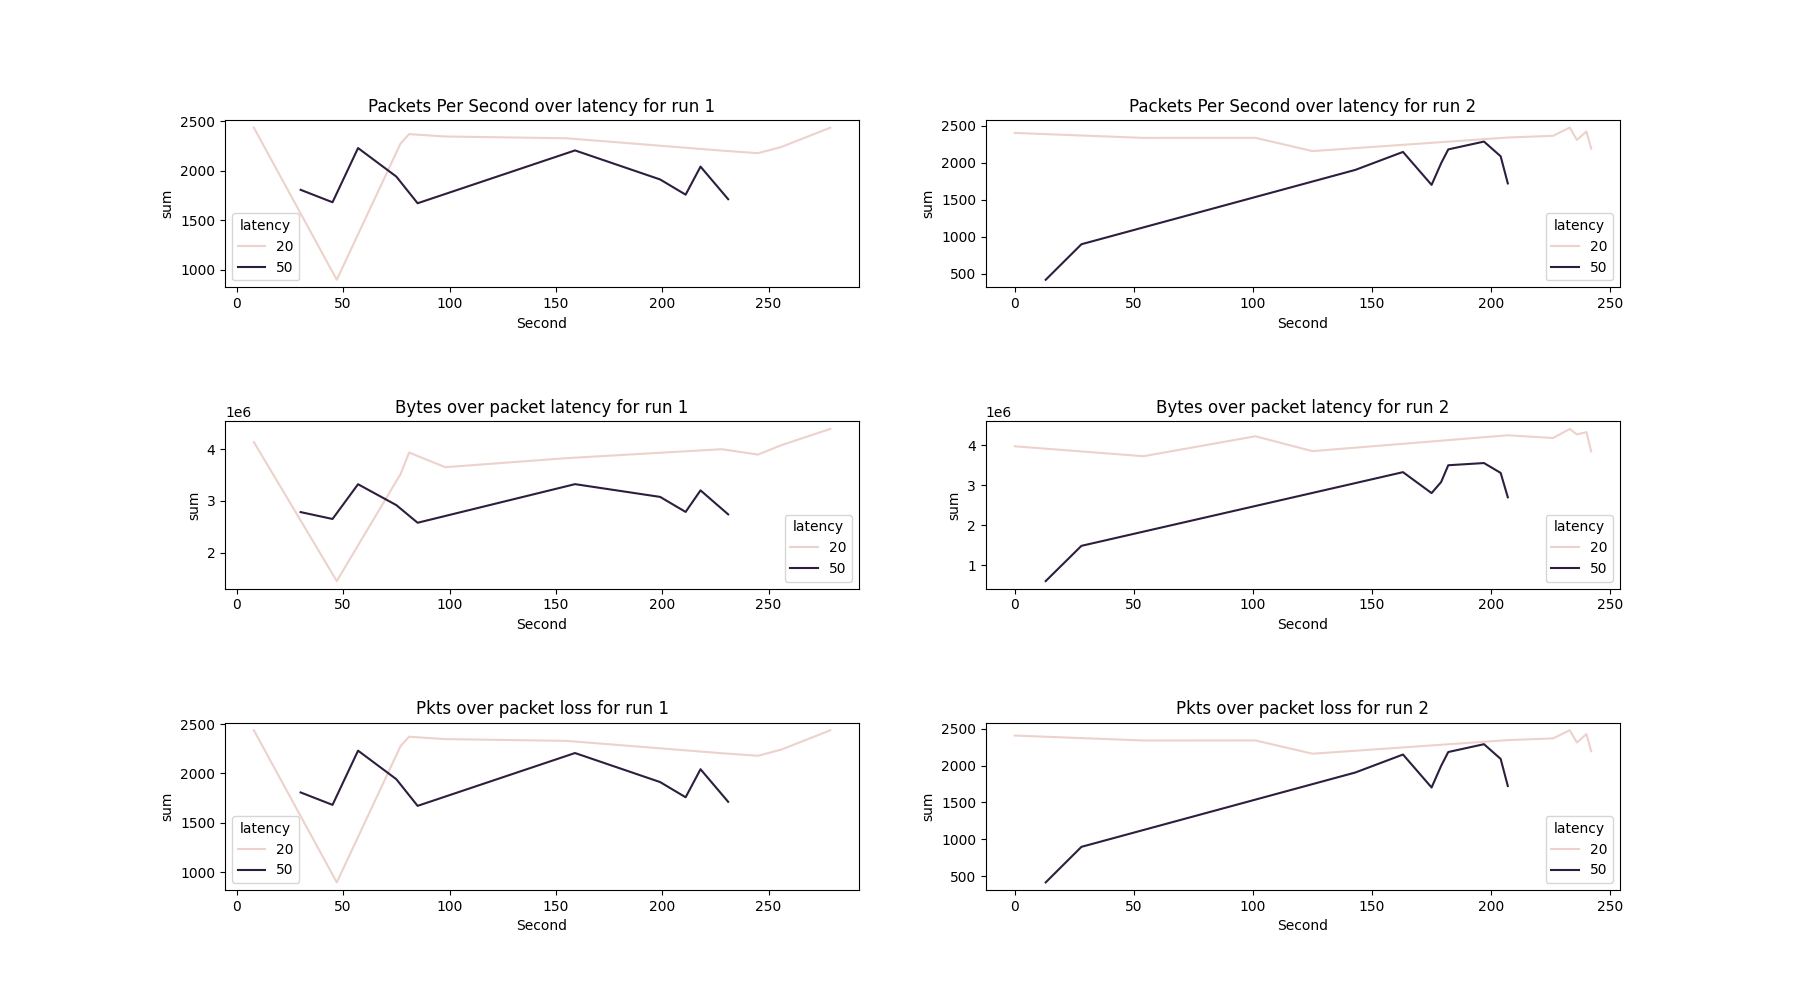 Packets Per Second over latency for run 1
2500
2000
1500
1000
sum
latency
20
50
0 50 100 150 200 250
Second
Packets Per Second over latency for run 2
2500
2000
1500
1000
500
sum
latency
20
50
0 50 100 150 200 250
Second
Bytes over packet latency for run 1
1e6
4
3
2
sum
latency
20
50
0 50 100 150 200 250
Second
Bytes over packet latency for run 2
1e6
4
3
2
1
sum
latency
20
50
0 50 100 150 200 250
Second
Pkts over packet loss for run 1
2500
2000
1500
1000
sum
latency
20
50
0 50 100 150 200 250
Second
Pkts over packet loss for run 2
2500
2000
1500
1000
500
sum
latency
20
50
0 50 100 150 200 250
Second